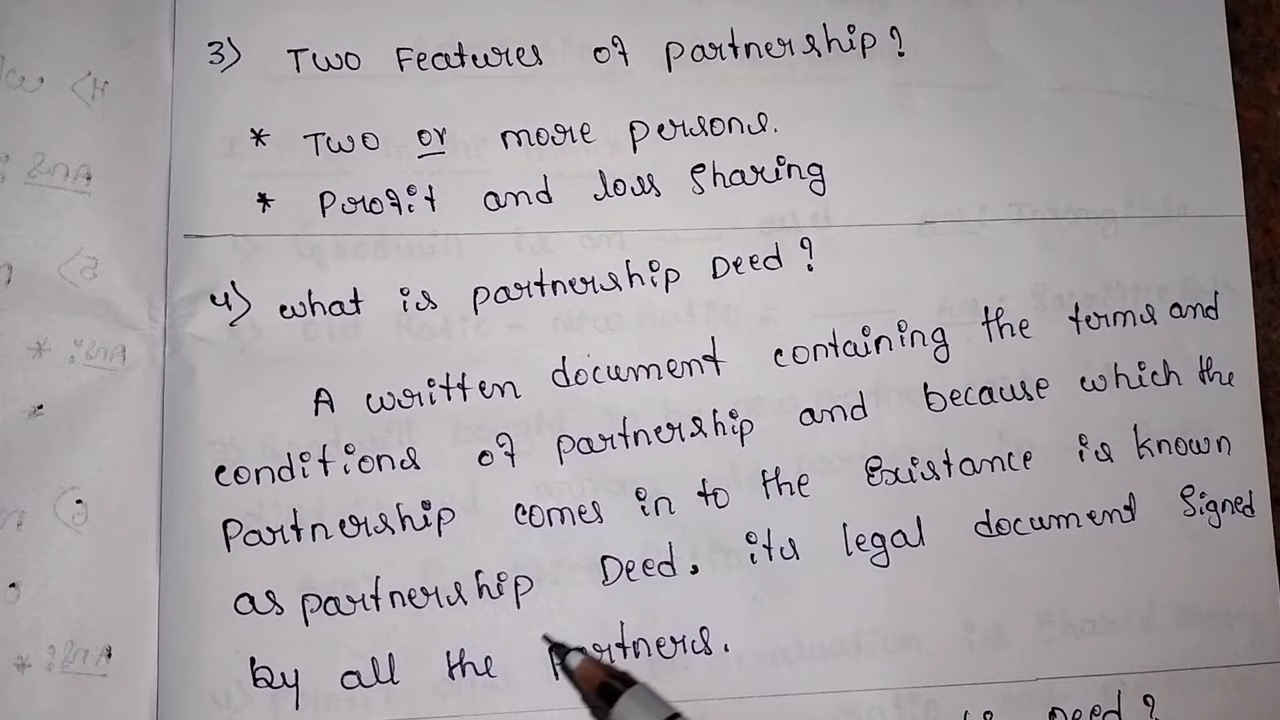 3) Two Features of partnership?
* Two or more persons.
* Profit and loss sharing
4) what is partnership Deed?
A written document containing the terms and
conditions of partnership and because which the
Partnership comes in to the existance is known
as partnership Deed. its legal document signed
by all the partners.
Deed?